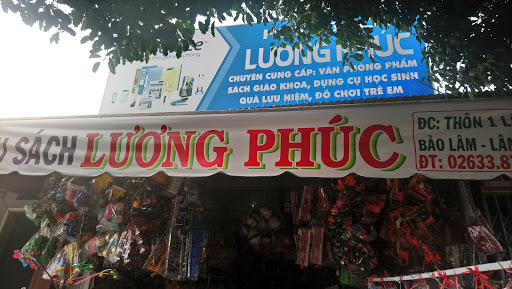 LƯƠNG PHÚC
CHUYÊN CUNG CẤP: VĂN PHÒNG PHẨM
SÁCH GIÁO KHOA, DỤNG CỤ HỌC SINH
QUÀ LƯU NIỆM, ĐỒ CHƠI TRẺ EM
SÁCH LƯƠNG PHÚC
ĐC: THÔN 1 
BẢO LÂM - LÂ
ĐT: 02633.8